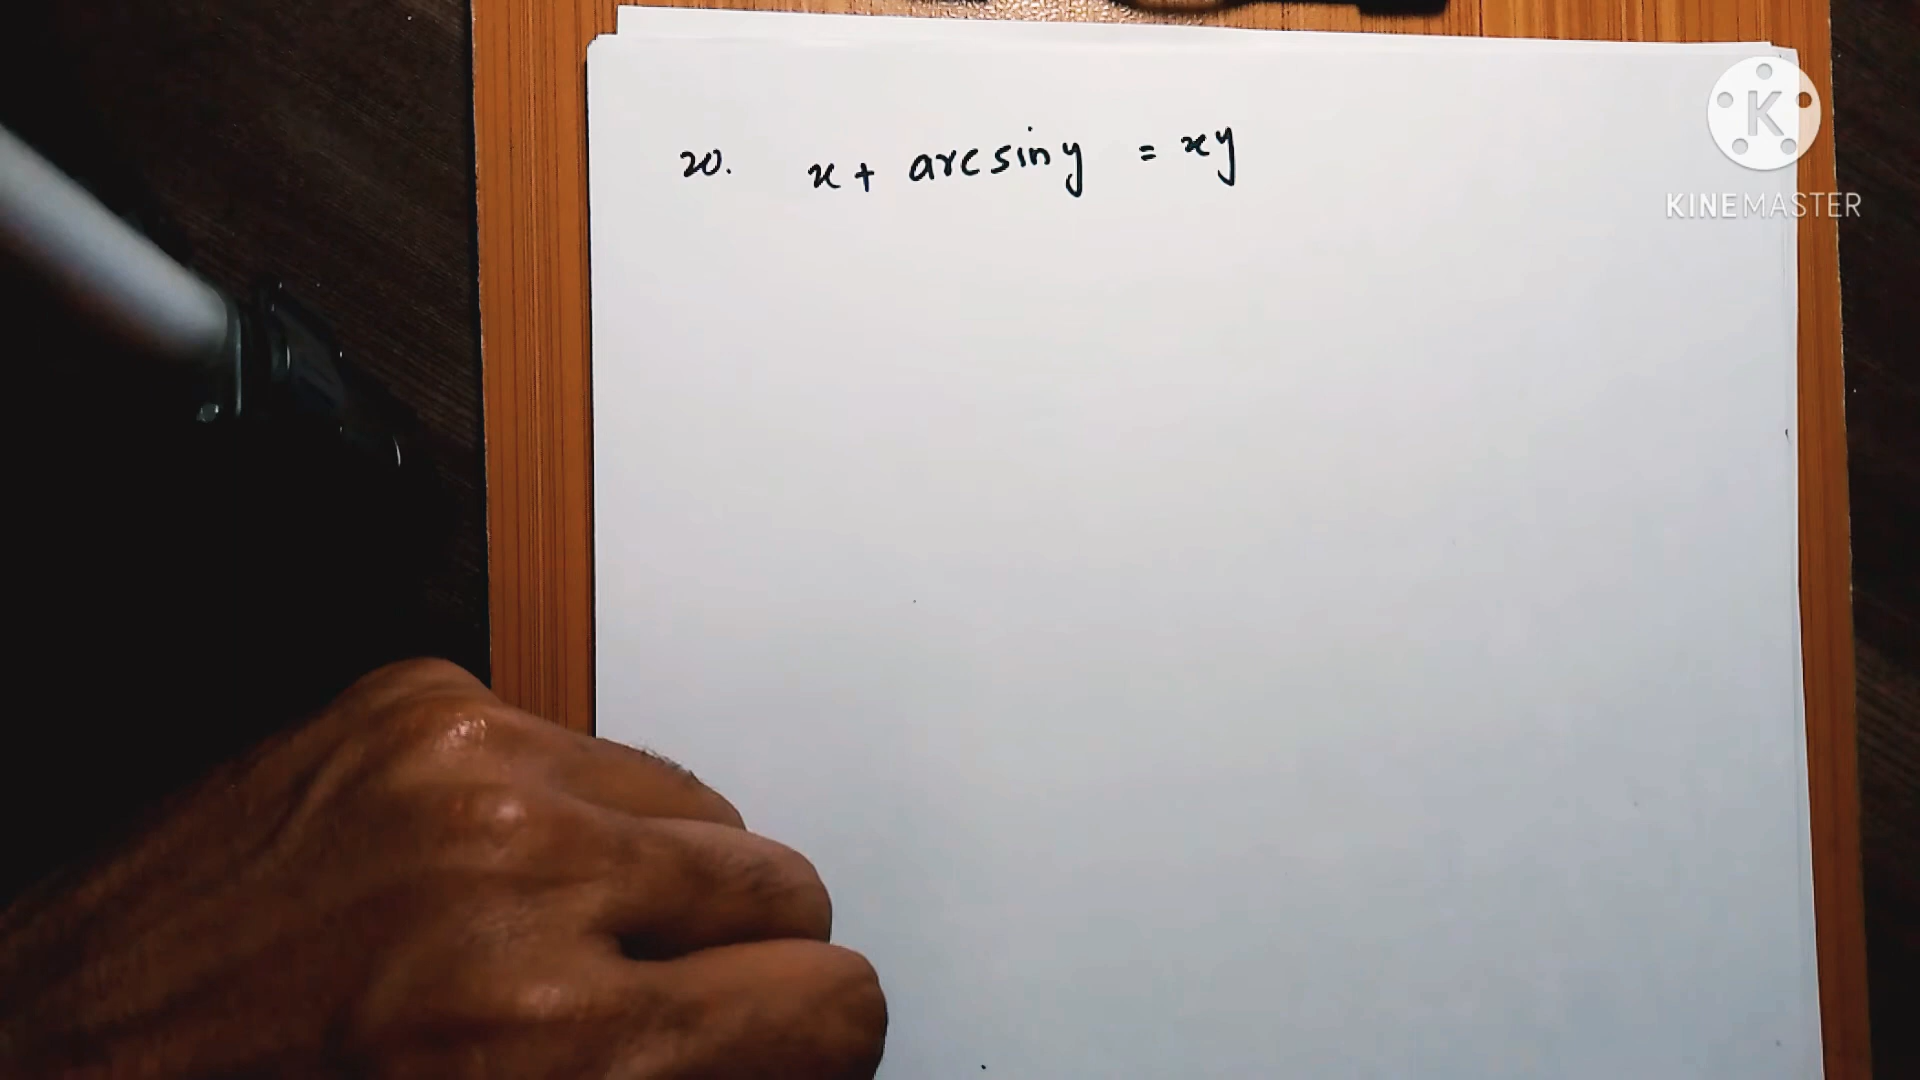 20. x + arcsin y = xy
K
KINEMASTER